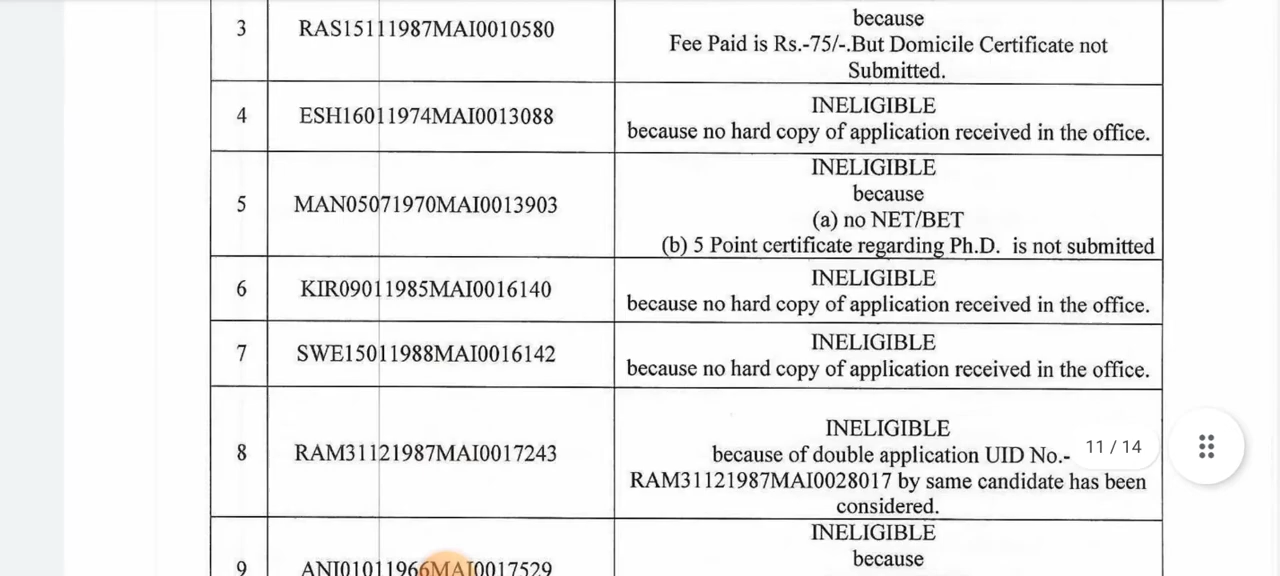 because
3 RAS15111987MAI0010580 Fee Paid is Rs.-75/-.But Domicile Certificate not
Submitted.
INELIGIBLE
4 ESH16011974MAI0013088 because no hard copy of application received in the office.
INELIGIBLE
because
5 MAN05071970MAI0013903
(a) no NET/BET
(b) 5 Point certificate regarding Ph.D. is not submitted
INELIGIBLE
6 KIR09011985MAI0016140
because no hard copy of application received in the office.
INELIGIBLE
7 SWE15011988MAI0016142
because no hard copy of application received in the office.
INELIGIBLE
8 RAM31121987MAI0017243 because of double application UID No.-
RAM31121987MAI0028017 by same candidate has been
considered.
11 / 14
INELIGIBLE
because
9 ANI01011966MAI0017529